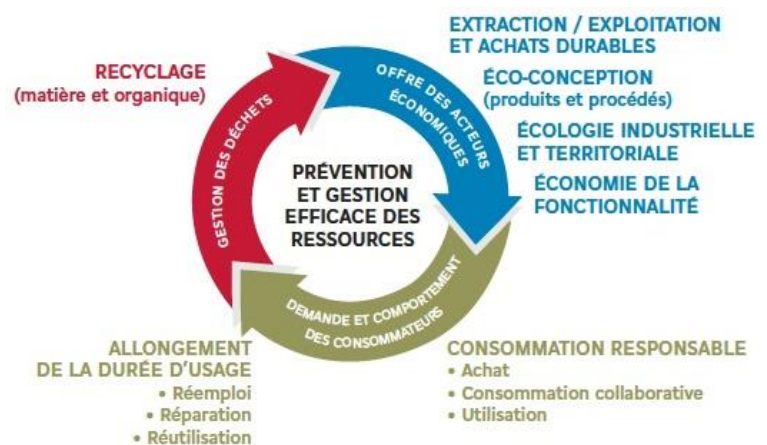 EXTRACTION / EXPLOITATION
ET ACHATS DURABLES
RECYCLAGE
(matière et organique)
ÉCO-CONCEPTION
(produits et procédés)
ÉCOLOGIE INDUSTRIELLE
ET TERRITORIALE
ÉCONOMIE DE LA
FONCTIONNALITÉ
OFFRE DES ACTEURS
ÉCONOMIQUES
GESTION DES DÉCHETS
PRÉVENTION
ET GESTION
EFFICACE DES
RESSOURCES
DEMANDE ET COMPORTEMENT
DES CONSOMMATEURS
ALLONGEMENT
DE LA DURÉE D'USAGE
• Réemploi
• Réparation
• Réutilisation
CONSOMMATION RESPONSABLE
• Achat
• Consommation collaborative
• Utilisation